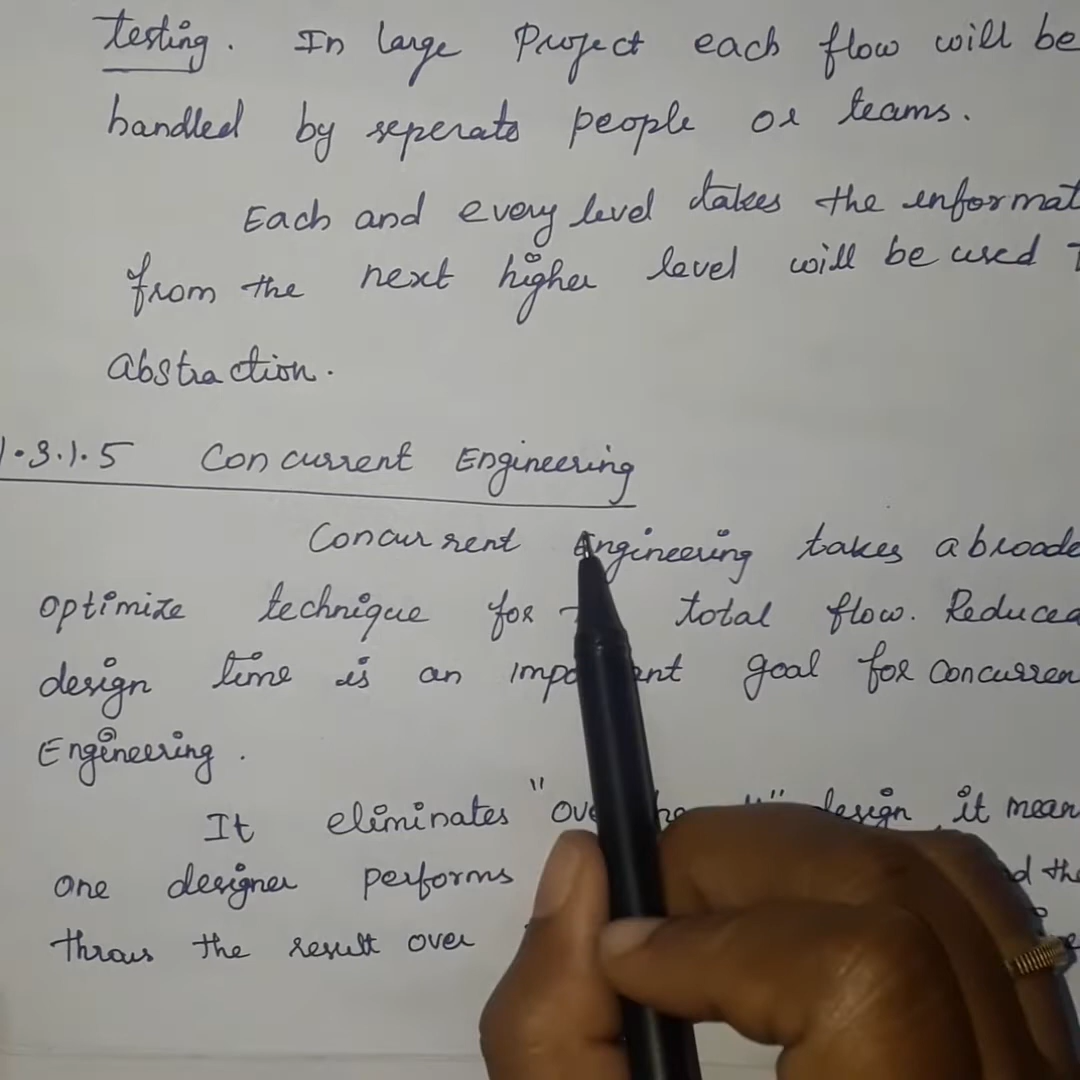 testing. In large Project each flow will be
handled by seperate people or teams.
Each and every level takes the informat
from the next higher level will be used
abstraction.
1.3.1.5 Concurrent Engineering
Concurrent Engineering takes a broade
optimize technique for total flow. Reduced
design time is an important goal for concurren
Engineering.
It eliminates "over design, it mean
one designer performs the
throws the result over